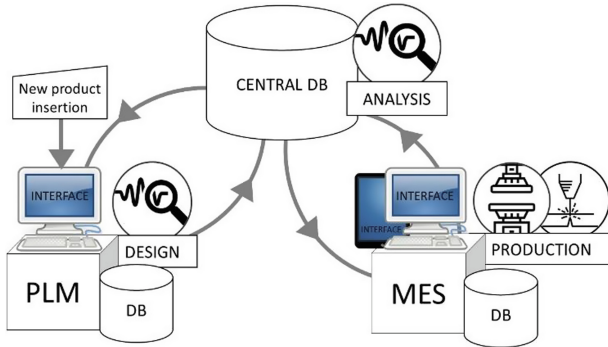 CENTRAL DB
ANALYSIS
New product
insertion
INTERFACE
DESIGN
PLM
DB
INTERFACE
INTERFACE
PRODUCTION
MES
DB